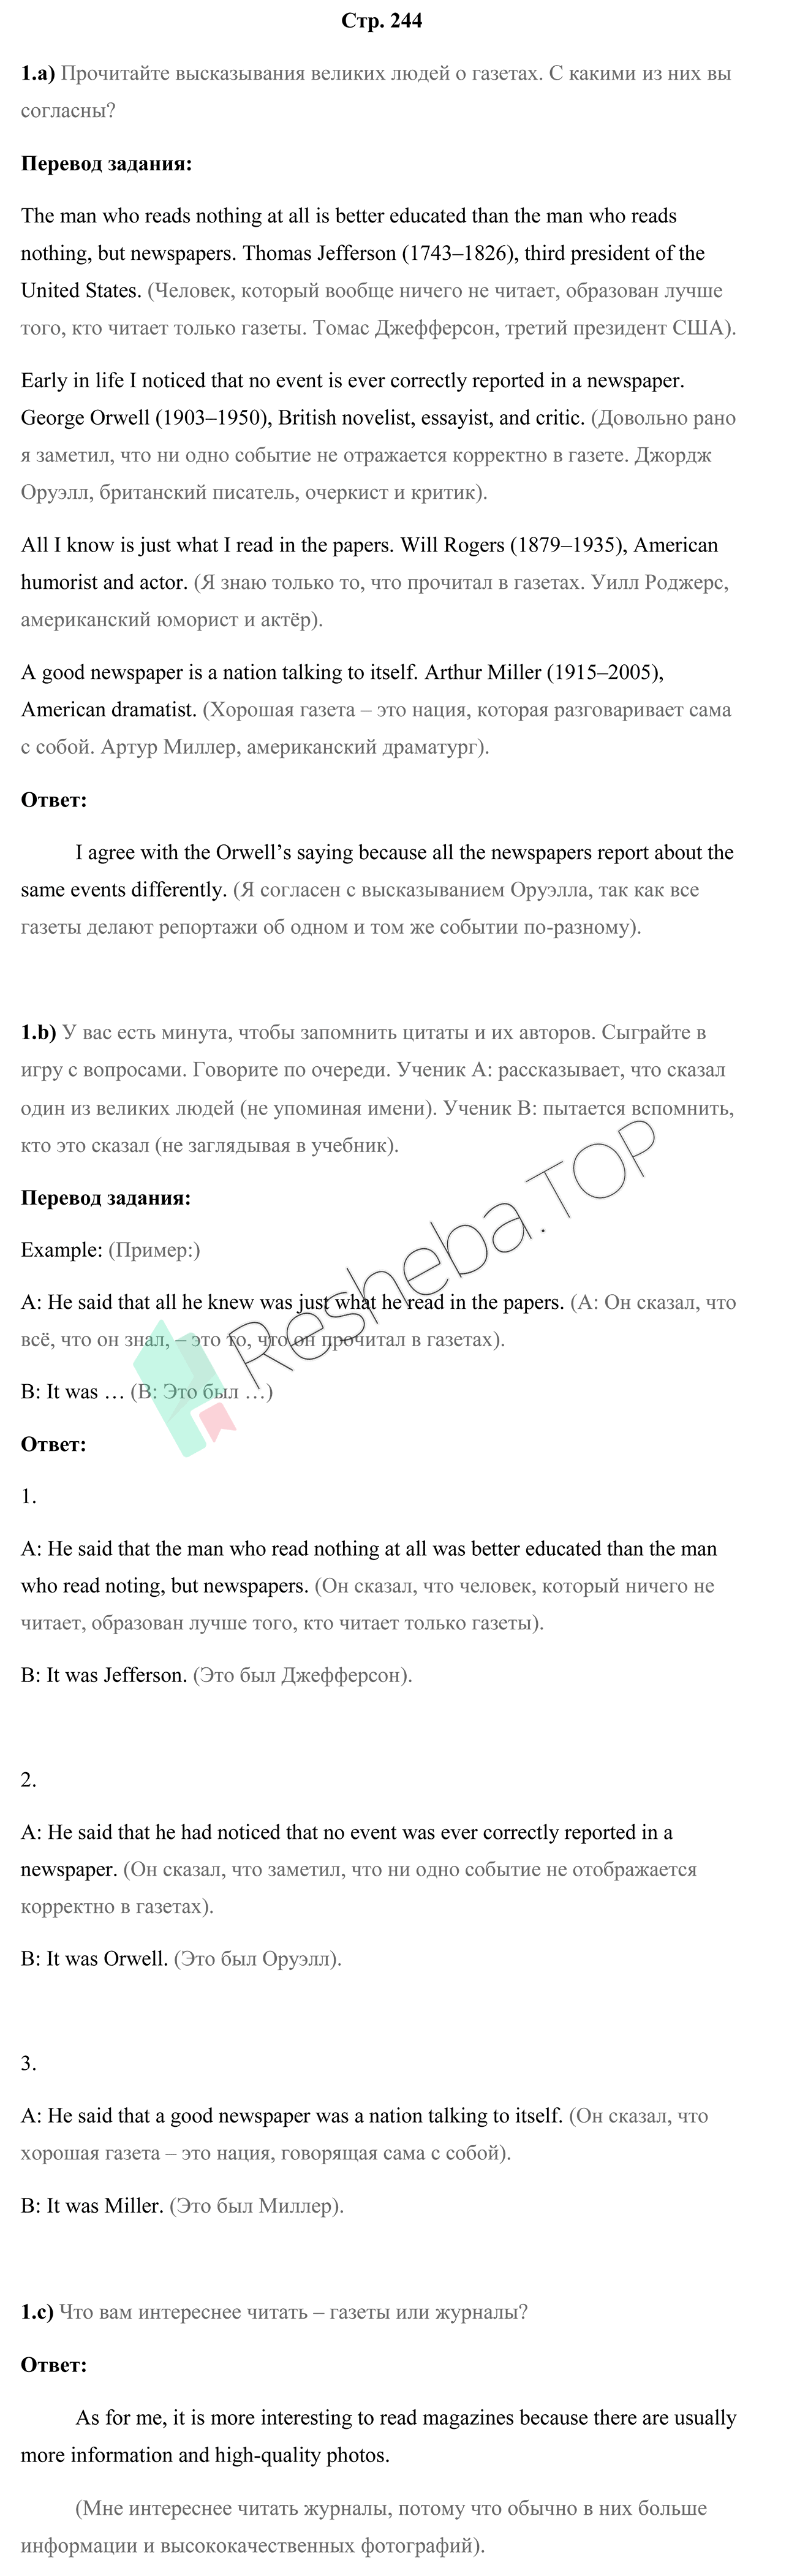 Стр. 244
1.a) Прочитайте высказывания великих людей о газетах. С какими из них вы
согласны?
Перевод задания:
The man who reads nothing at all is better educated than the man who reads
nothing, but newspapers. Thomas Jefferson (1743–1826), third president of the
United States. (Человек, который вообще ничего не читает, образован лучше
того, кто читает только газеты. Томас Джефферсон, третий президент США).
Early in life I noticed that no event is ever correctly reported in a newspaper.
George Orwell (1903–1950), British novelist, essayist, and critic. (Довольно рано
я заметил, что ни одно событие не отражается корректно в газете. Джордж
Оруэлл, британский писатель, очеркист и критик).
All I know is just what I read in the papers. Will Rogers (1879–1935), American
humorist and actor. (Я знаю только то, что прочитал в газетах. Уилл Роджерс,
американский юморист и актёр).
A good newspaper is a nation talking to itself. Arthur Miller (1915–2005),
American dramatist. (Хорошая газета – это нация, которая разговаривает сама
с собой. Артур Миллер, американский драматург).
Ответ:
I agree with the Orwell’s saying because all the newspapers report about the
same events differently. (Я согласен с высказыванием Оруэлла, так как все
газеты делают репортажи об одном и том же событии по-разному).
1.b) У вас есть минута, чтобы запомнить цитаты и их авторов. Сыграйте в
игру с вопросами. Говорите по очереди. Ученик А: рассказывает, что сказал
один из великих людей (не упоминая имени). Ученик В: пытается вспомнить,
кто это сказал (не заглядывая в учебник).
Перевод задания:
Example: (Пример:)
A: He said that all he knew was just what he read in the papers. (А: Он сказал, что
всё, что он знал, – это то, что он прочитал в газетах).
B: It was … (В: Это был …)
Resheba.TOP
Ответ:
1.
A: He said that the man who read nothing at all was better educated than the man
who read noting, but newspapers. (Он сказал, что человек, который ничего не
читает, образован лучше того, кто читает только газеты).
B: It was Jefferson. (Это был Джефферсон).
2.
A: He said that he had noticed that no event was ever correctly reported in a
newspaper. (Он сказал, что заметил, что ни одно событие не отображается
корректно в газетах).
B: It was Orwell. (Это был Оруэлл).
3.
A: He said that a good newspaper was a nation talking to itself. (Он сказал, что
хорошая газета – это нация, говорящая сама с собой).
B: It was Miller. (Это был Миллер).
1.c) Что вам интереснее читать – газеты или журналы?
Ответ:
As for me, it is more interesting to read magazines because there are usually
more information and high-quality photos.
(Мне интереснее читать журналы, потому что обычно в них больше
информации и высококачественных фотографий).